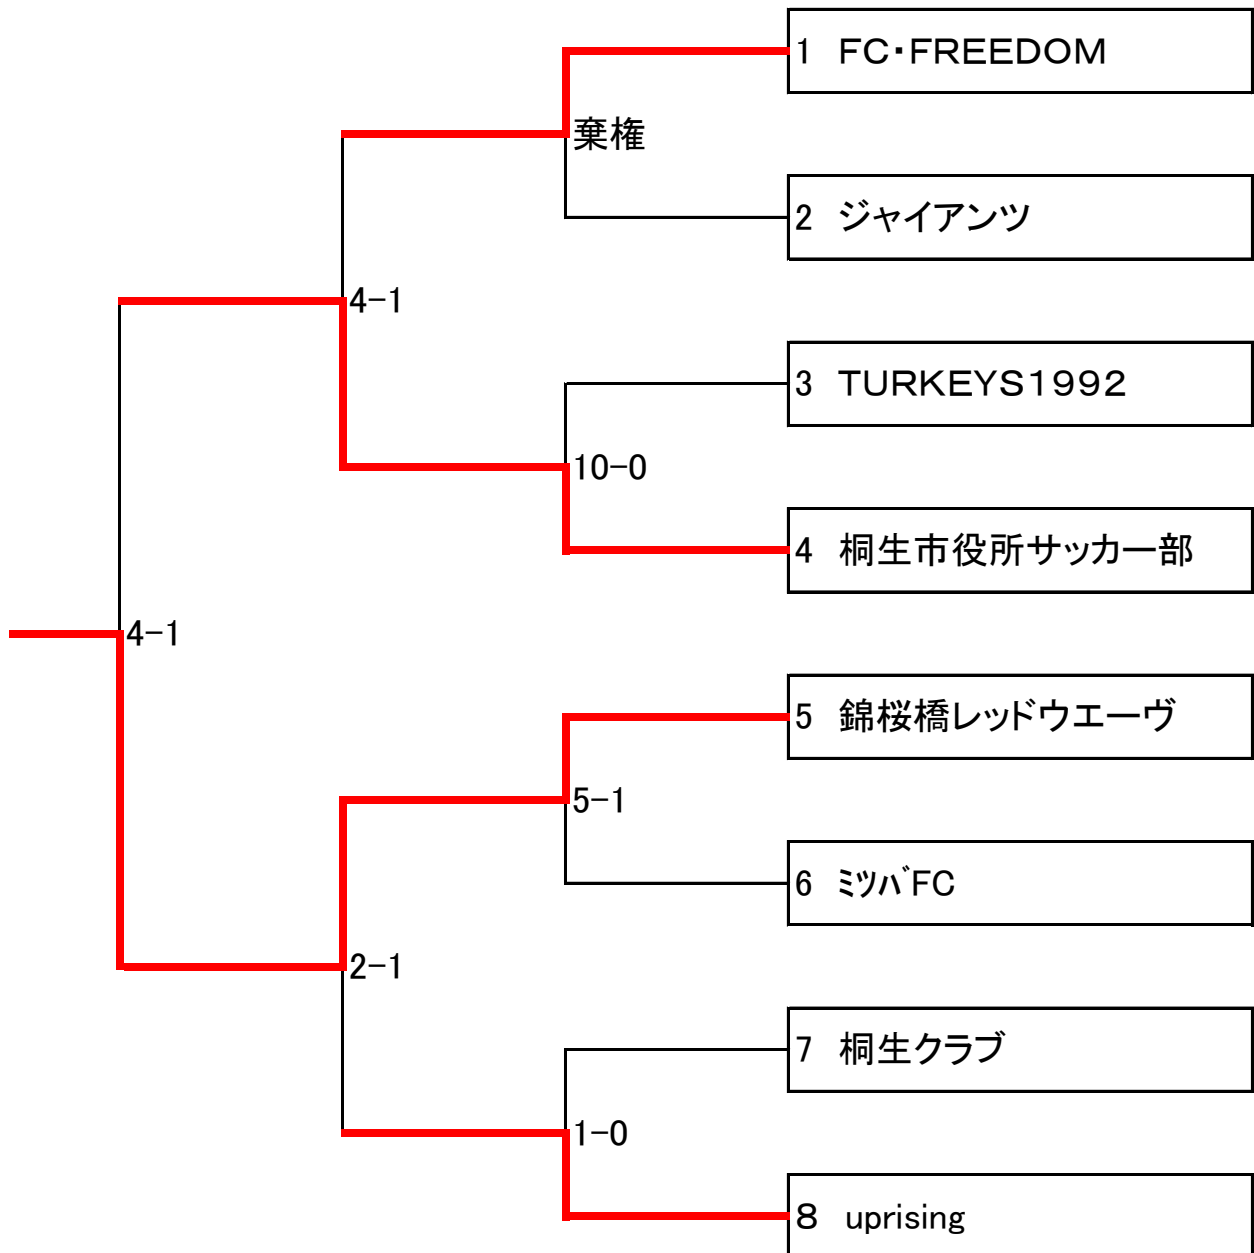 1 FC・FREEDOM
棄権
2 ジャイアンツ
4-1
3 TURKEYS1992
10-0
4 桐生市役所サッカー部
4-1
5 錦桜橋レッドウエーヴ
5-1
6 ﾐﾂﾊﾞFC
2-1
7 桐生クラブ
1-0
8 uprising